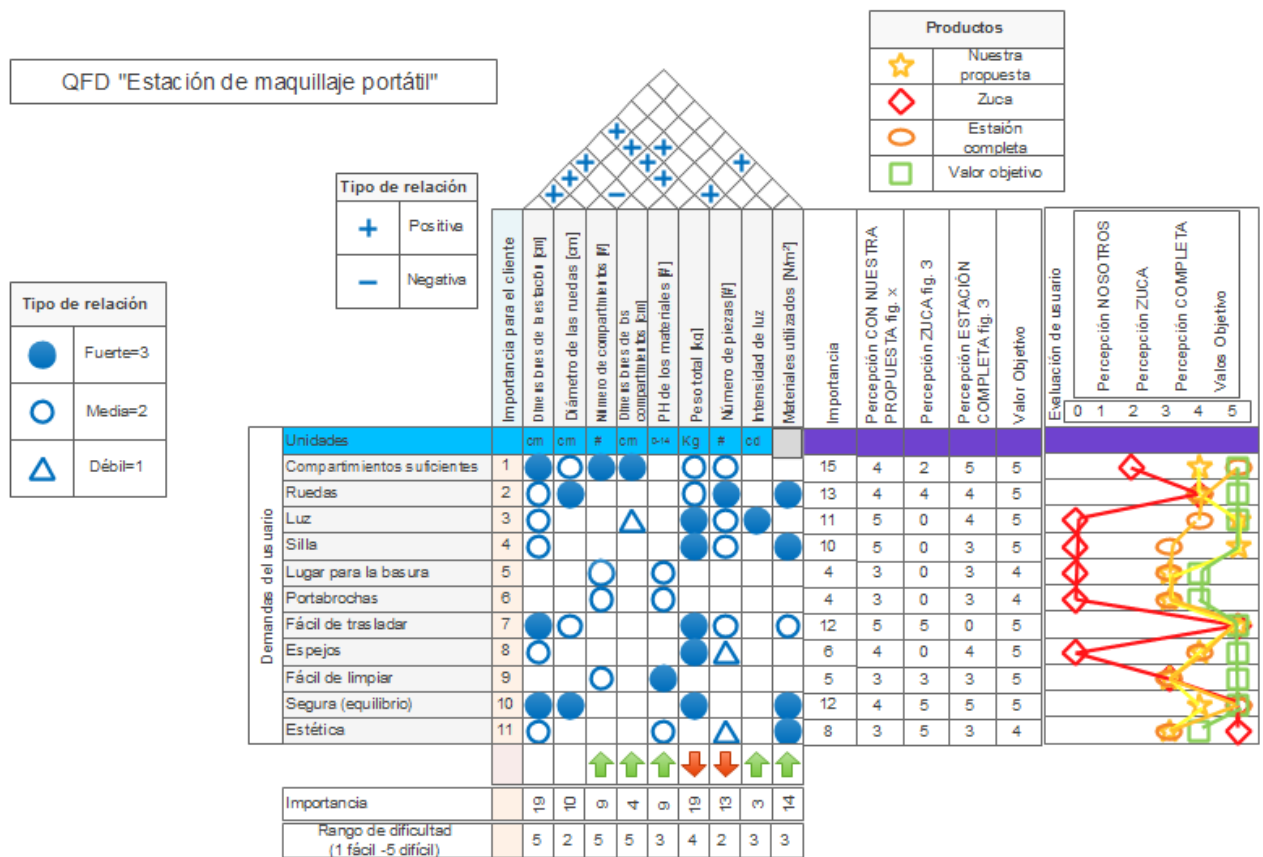 Productos
Nuestra
propuesta
Zuca
Estaión
completa
Valor objetivo
QFD "Estación de maquillaje portátil"
Tipo de relación
+ Positiva
− Negativa
Tipo de relación
Fuerte=3
Media=2
Débil=1
Importancia para el cliente
Dimensiones de la estación [cm]
Diámetro de las ruedas [cm]
Número de compartimentos [#]
Dimensiones de los
compartimientos [cm]
PH de los materiales [#]
Peso total [kq]
Número de piezas[#]
Intensidad de luz
Materiales utilizados [N/m²]
Importancia
Percepción CON NUESTRA
PROPUESTA fig. x
Percepción ZUCA fig. 3
Percepción ESTACIÓN
COMPLETA fig. 3
Valor Objetivo
Evaluación de usuario
Percepción NOSOTROS
Percepción ZUCA
Percepción COMPLETA
Valos Objetivo
0 1 2 3 4 5
Demandas del usuario
Unidades cm cm # cm 0-14 Kg # cd
Compartimientos suficientes 1 15 4 2 5 5
Ruedas 2 13 4 4 4 5
Luz 3 11 5 0 4 5
Silla 4 10 5 0 3 5
Lugar para la basura 5 4 3 0 3 4
Portabrochas 6 4 3 0 3 4
Fácil de trasladar 7 12 5 5 0 5
Espejos 8 6 4 0 4 5
Fácil de limpiar 9 5 3 3 3 5
Segura (equilibrio) 10 12 4 5 5 5
Estética 11 8 3 5 3 4
Importancia 19 10 9 4 9 19 13 3 14
Rango de dificultad
(1 fácil -5 difícil) 5 2 5 5 3 4 2 3 3